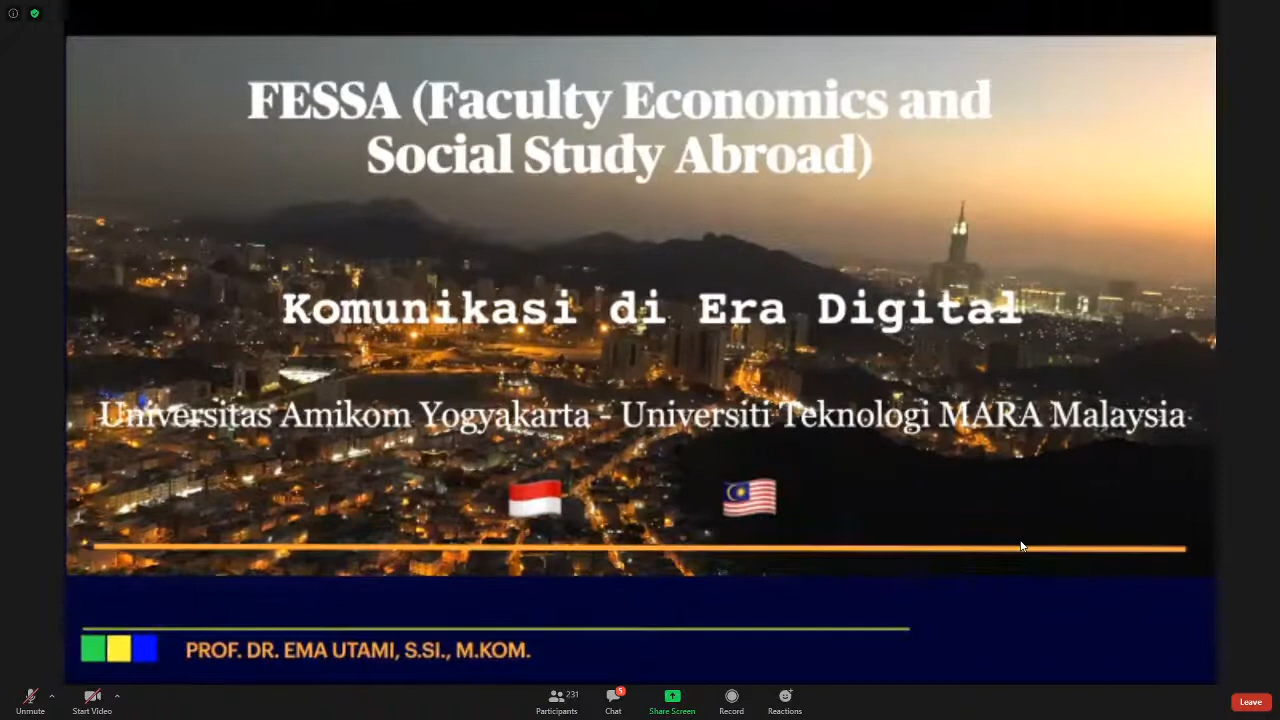 FESSA (Faculty Economics and
Social Study Abroad)
Komunikasi di Era Digital
Universitas Amikom Yogyakarta - Universiti Teknologi MARA Malaysia
PROF. DR. EMA UTAMI, S.SI., M.KOM.
Unmute
Start Video
231
Participants
5
Chat
Share Screen
Record
Reactions
Leave